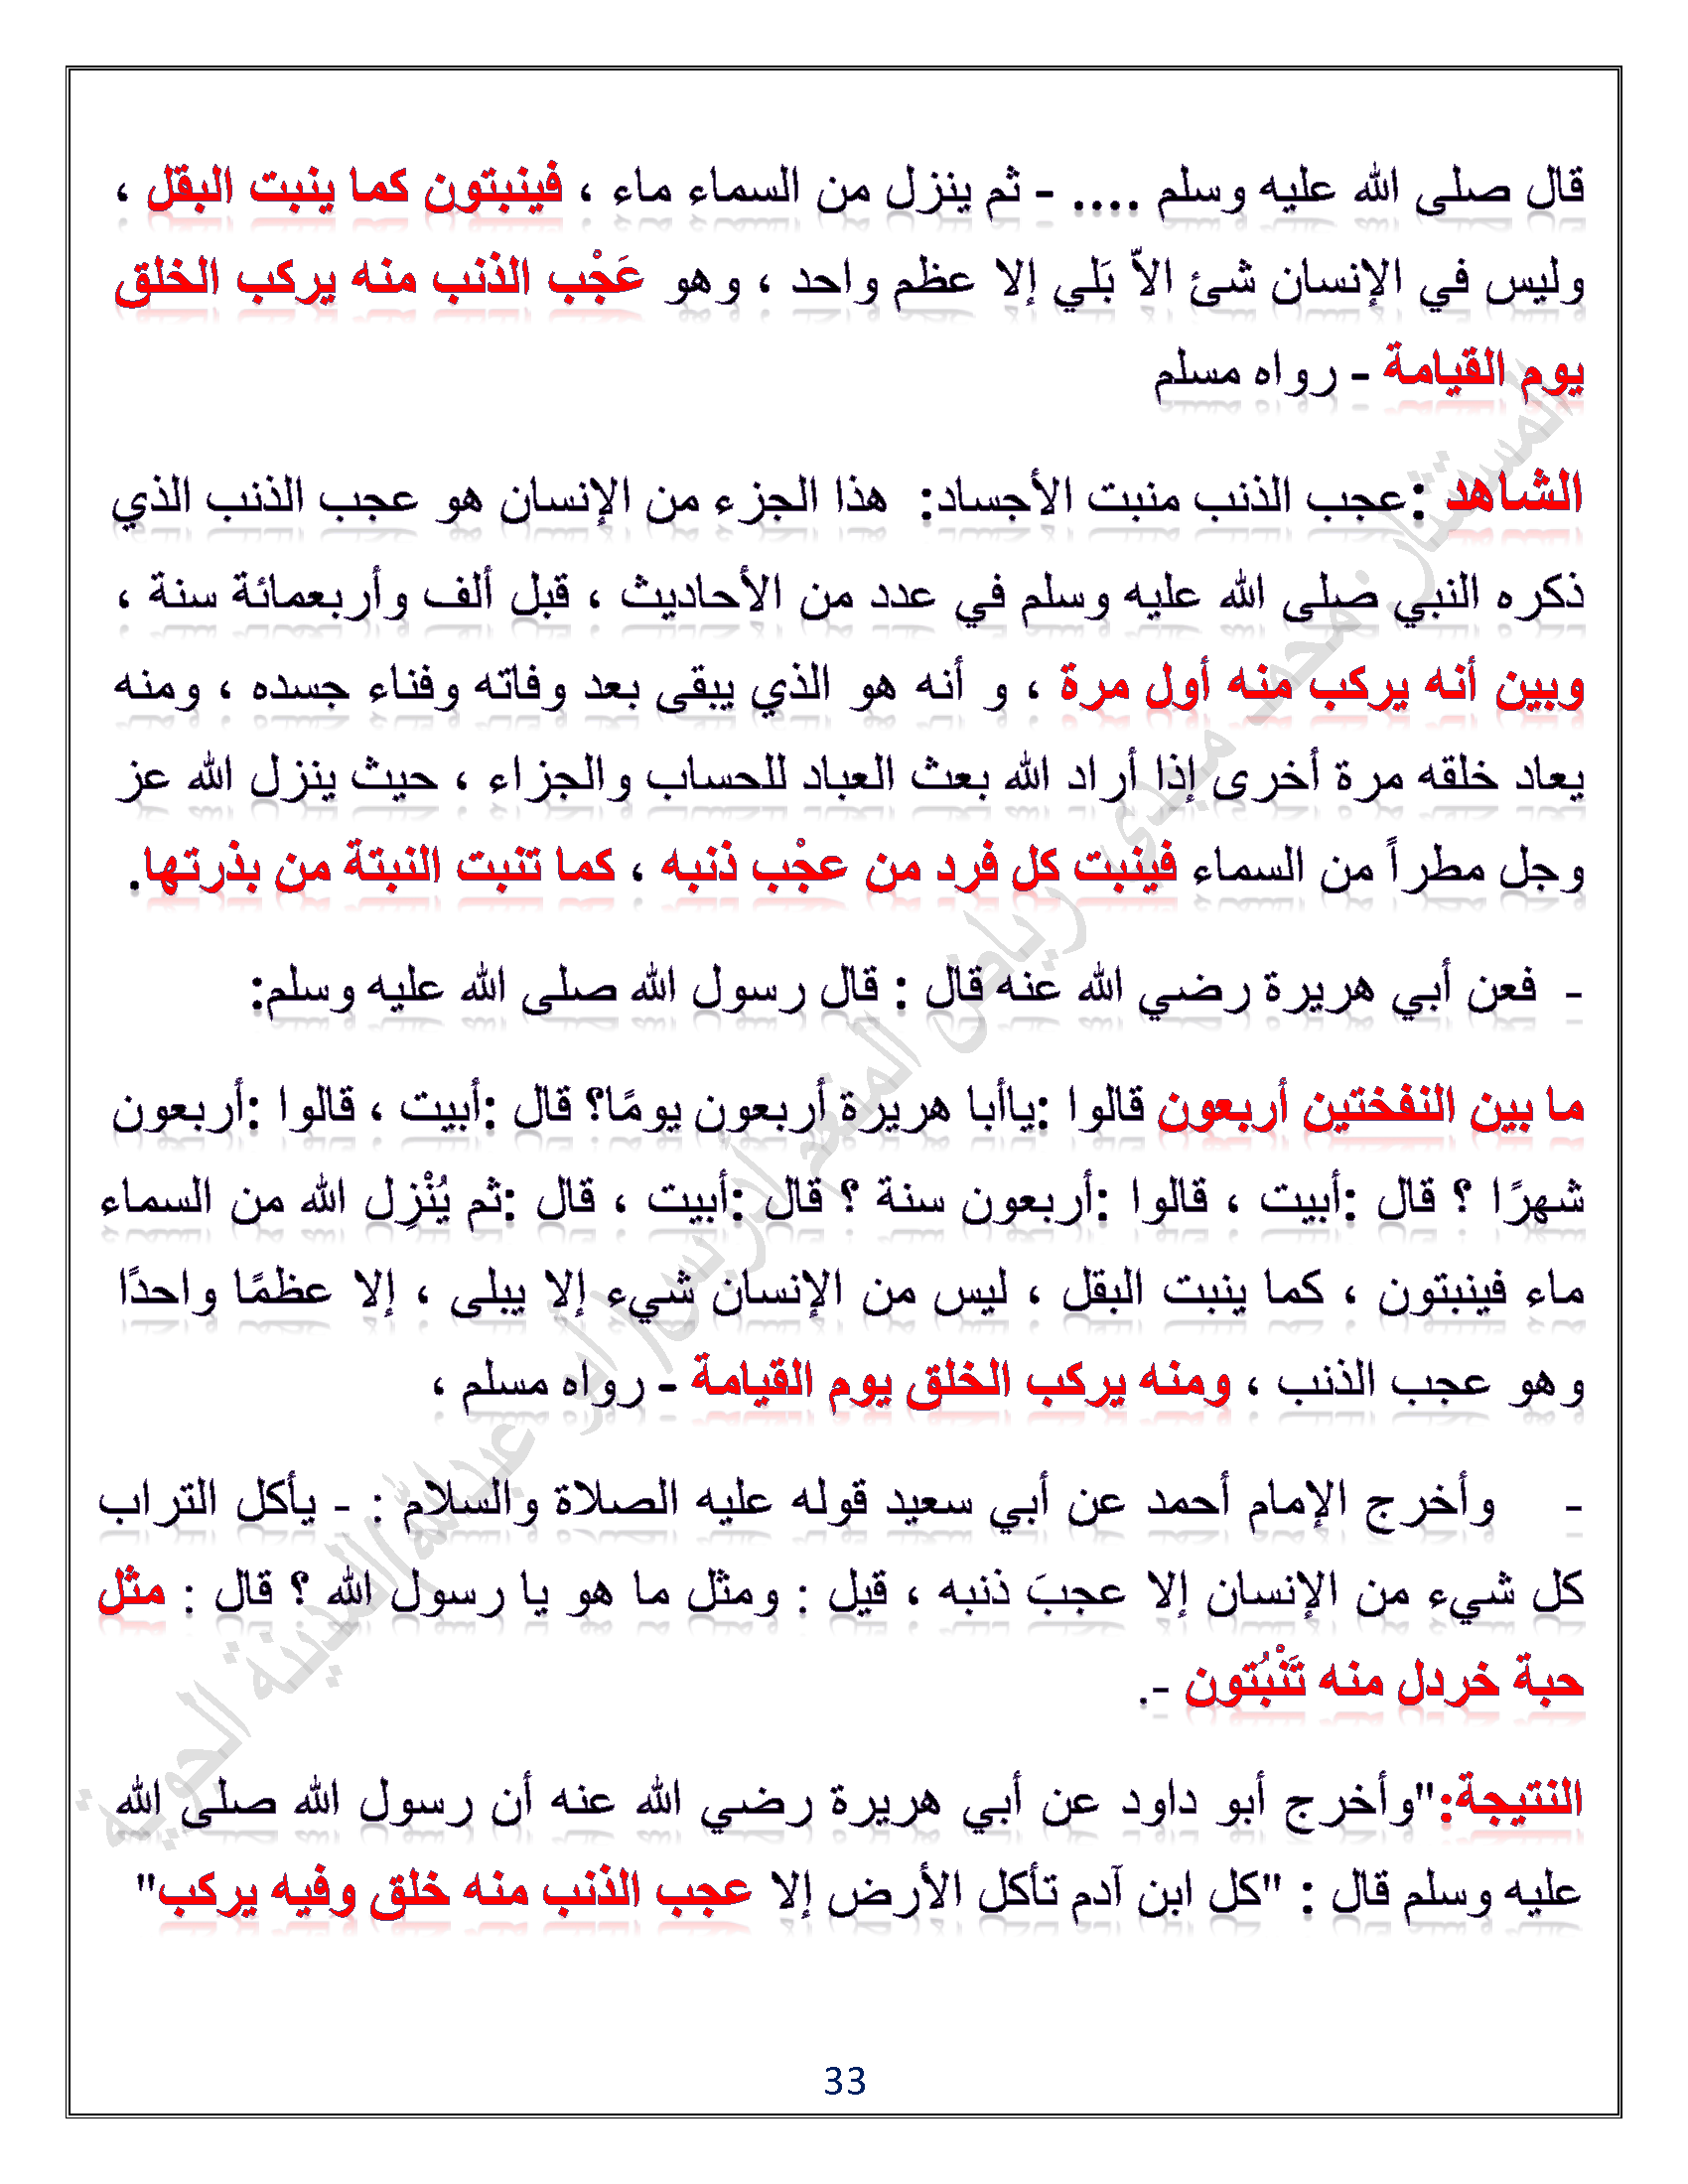 قال صلى الله عليه وسلم .... - ثم ينزل من السماء ماء ، فينبتون كما ينبت البقل ،
وليس في الإنسان شئ الاّ بَلي إلا عظم واحد ، وهو عَجْب الذنب منه يركب الخلق
يوم القيامة - رواه مسلم
الشاهد :عجب الذنب منبت الأجساد: هذا الجزء من الإنسان هو عجب الذنب الذي
ذكره النبي صلى الله عليه وسلم في عدد من الأحاديث ، قبل ألف وأربعمائة سنة ،
وبين أنه يركب منه أول مرة ، و أنه هو الذي يبقى بعد وفاته وفناء جسده ، ومنه
يعاد خلقه مرة أخرى إذا أراد الله بعث العباد للحساب والجزاء ، حيث ينزل الله عز
وجل مطراً من السماء فينبت كل فرد من عجْب ذنبه ، كما تنبت النبتة من بذرتها.
- فعن أبي هريرة رضي الله عنه قال : قال رسول الله صلى الله عليه وسلم:
ما بين النفختين أربعون قالوا :ياأبا هريرة أربعون يومًا؟ قال :أبيت ، قالوا :أربعون
شهرًا ؟ قال :أبيت ، قالوا :أربعون سنة ؟ قال :أبيت ، قال :ثم يُنْزِل الله من السماء
ماء فينبتون ، كما ينبت البقل ، ليس من الإنسان شيء إلا يبلى ، إلا عظمًا واحدًا
وهو عجب الذنب ، ومنه يركب الخلق يوم القيامة - رواه مسلم ،
- وأخرج الإمام أحمد عن أبي سعيد قوله عليه الصلاة والسلام : - يأكل التراب
كل شيء من الإنسان إلا عجبَ ذنبه ، قيل : ومثل ما هو يا رسول الله ؟ قال : مثل
حبة خردل منه تَنْبُتون -.
النتيجة:"وأخرج أبو داود عن أبي هريرة رضي الله عنه أن رسول الله صلى الله
عليه وسلم قال : "كل ابن آدم تأكل الأرض إلا عجب الذنب منه خلق وفيه يركب"
33